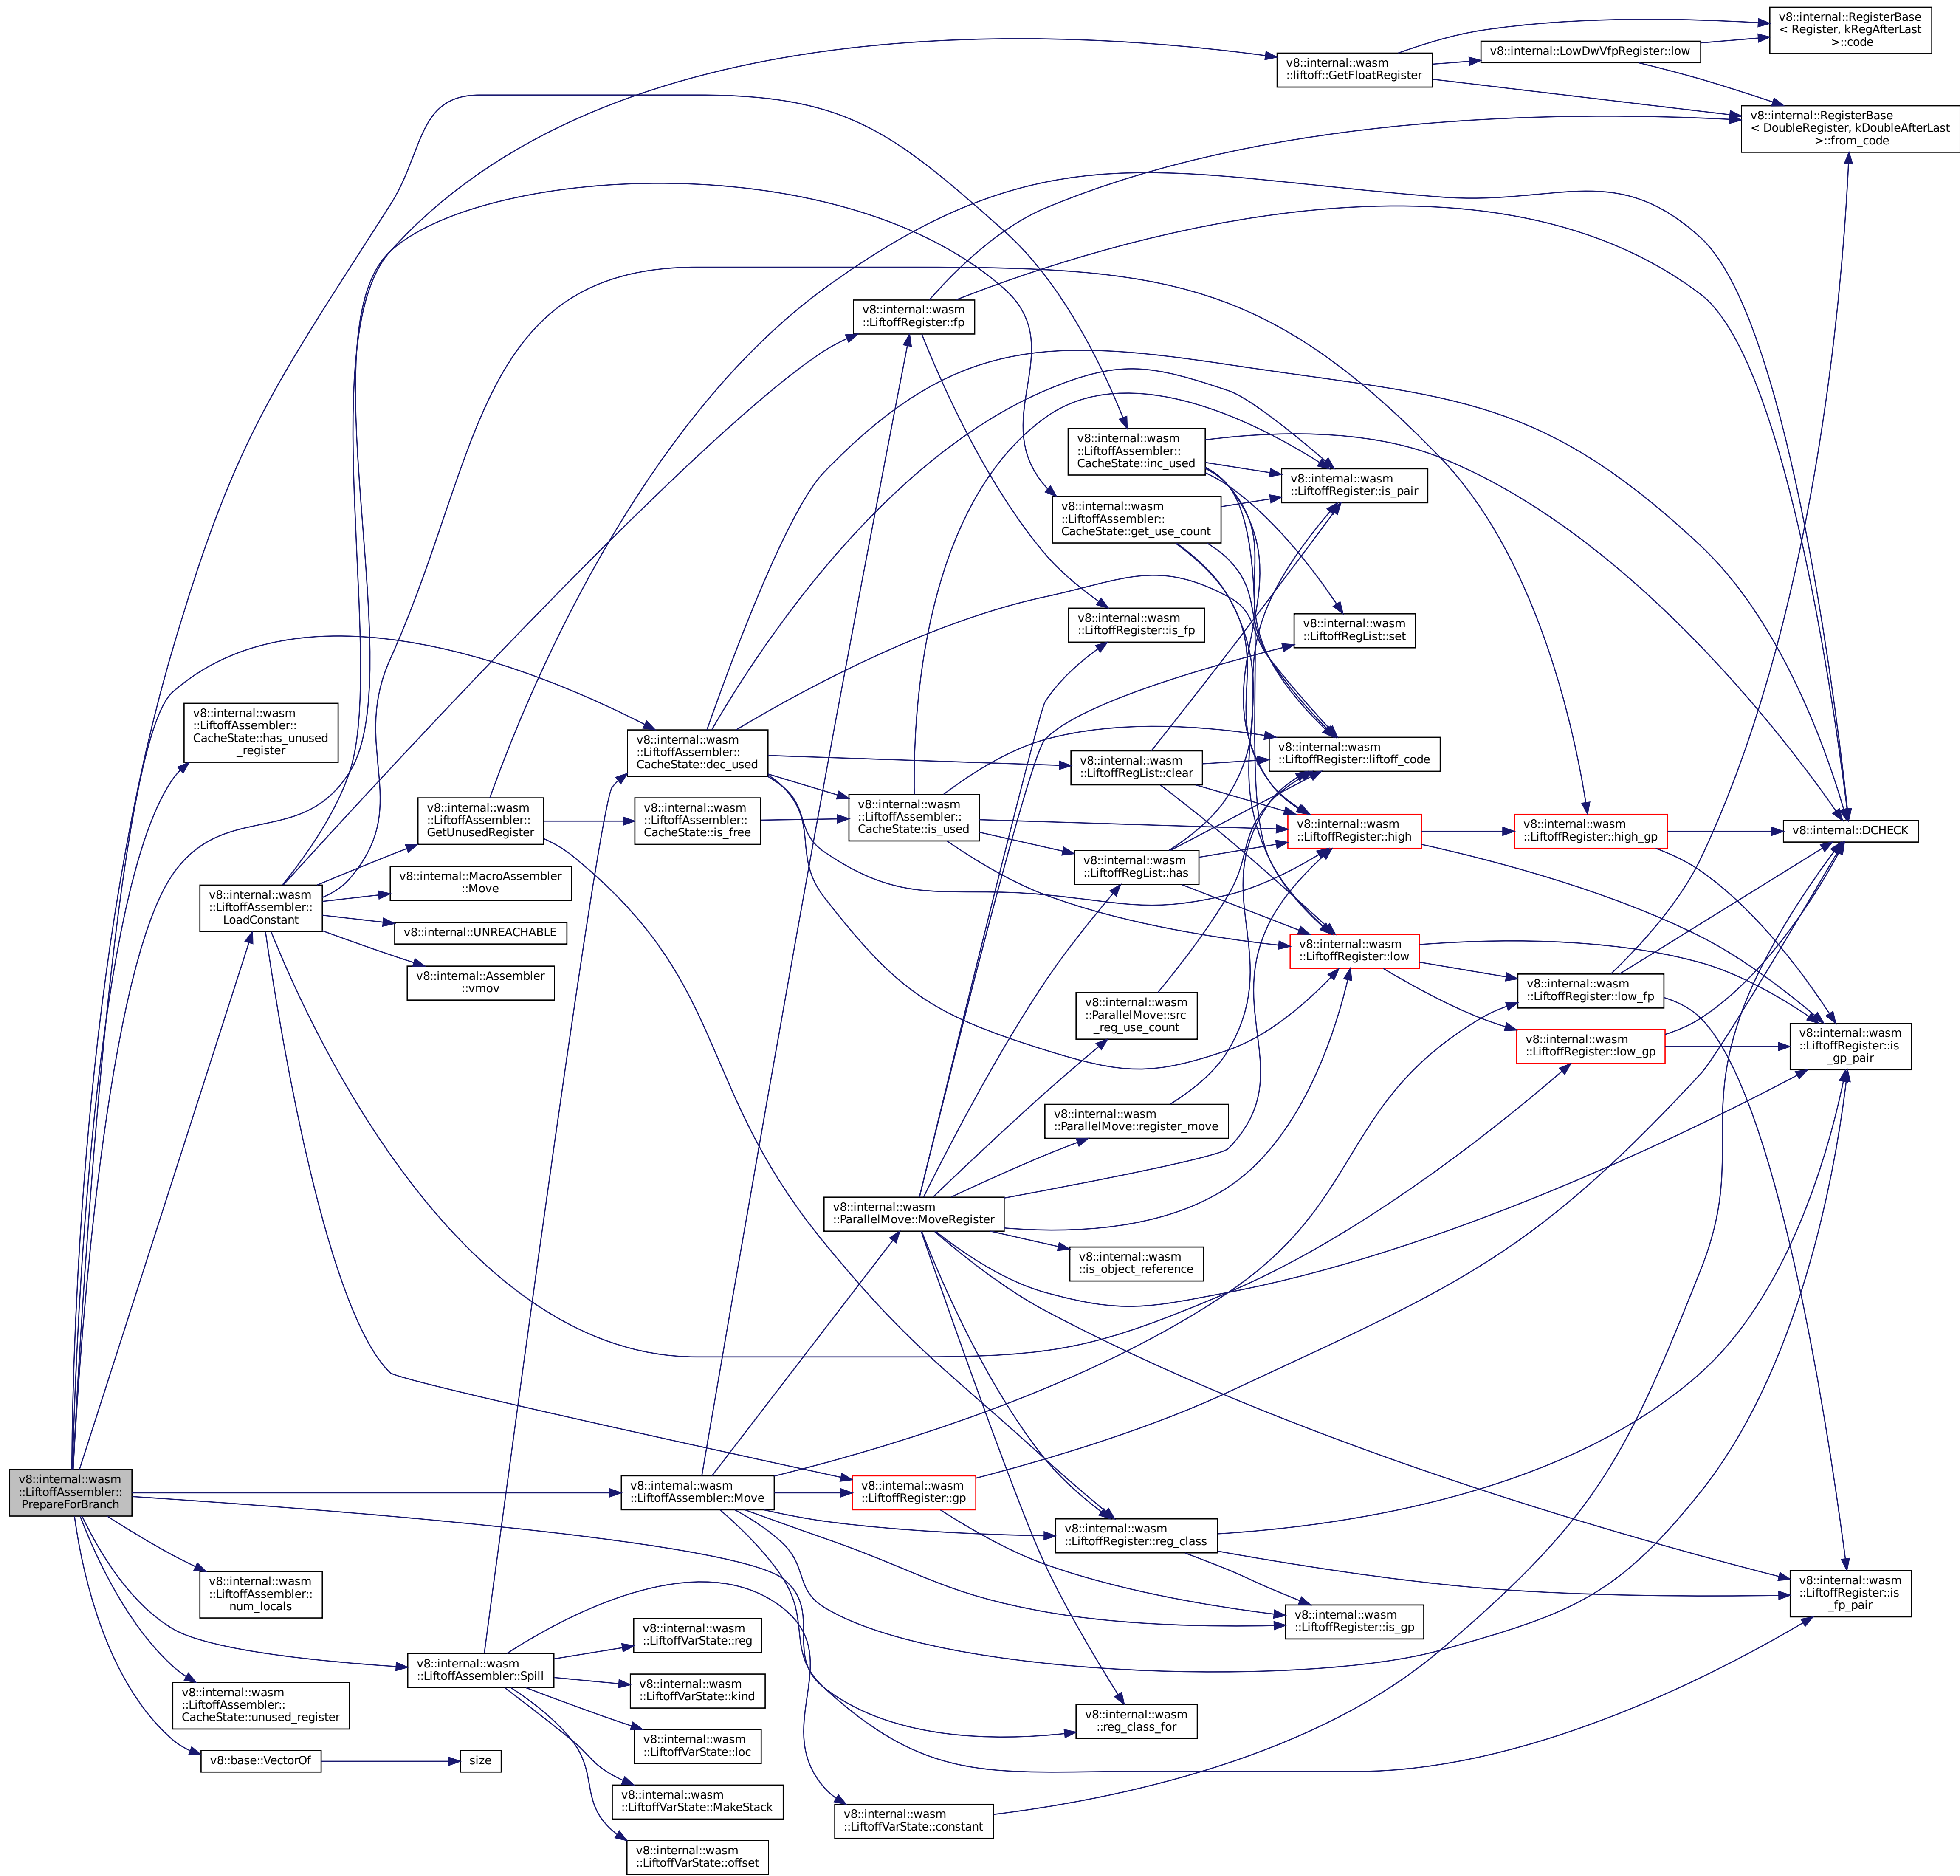 v8::internal::RegisterBase
< Register, kRegAfterLast
>::code
v8::internal::LowDwVfpRegister::low
v8::internal::wasm
::liftoff::GetFloatRegister
v8::internal::RegisterBase
< DoubleRegister, kDoubleAfterLast
>::from_code
v8::internal::wasm
::LiftoffRegister::fp
v8::internal::wasm
::LiftoffAssembler::
CacheState::inc_used
v8::internal::wasm
::LiftoffRegister::is_pair
v8::internal::wasm
::LiftoffAssembler::
CacheState::get_use_count
v8::internal::wasm
::LiftoffRegister::is_fp
v8::internal::wasm
::LiftoffRegList::set
v8::internal::wasm
::LiftoffAssembler::
CacheState::has_unused
_register
v8::internal::wasm
::LiftoffAssembler::
CacheState::dec_used
v8::internal::wasm
::LiftoffRegList::clear
v8::internal::wasm
::LiftoffRegister::liftoff_code
v8::internal::wasm
::LiftoffAssembler::
GetUnusedRegister
v8::internal::wasm
::LiftoffAssembler::
CacheState::is_free
v8::internal::wasm
::LiftoffAssembler::
CacheState::is_used
v8::internal::wasm
::LiftoffRegister::high
v8::internal::wasm
::LiftoffRegister::high_gp
v8::internal::DCHECK
v8::internal::wasm
::LiftoffRegList::has
v8::internal::MacroAssembler
::Move
v8::internal::wasm
::LiftoffAssembler::
LoadConstant
v8::internal::UNREACHABLE
v8::internal::Assembler
::vmov
v8::internal::wasm
::LiftoffRegister::low
v8::internal::wasm
::LiftoffRegister::low_fp
v8::internal::wasm
::ParallelMove::src
_reg_use_count
v8::internal::wasm
::LiftoffRegister::low_gp
v8::internal::wasm
::LiftoffRegister::is
_gp_pair
v8::internal::wasm
::ParallelMove::register_move
v8::internal::wasm
::ParallelMove::MoveRegister
v8::internal::wasm
::is_object_reference
v8::internal::wasm
::LiftoffAssembler::
PrepareForBranch
v8::internal::wasm
::LiftoffAssembler::Move
v8::internal::wasm
::LiftoffRegister::gp
v8::internal::wasm
::LiftoffRegister::reg_class
v8::internal::wasm
::LiftoffAssembler::
num_locals
v8::internal::wasm
::LiftoffRegister::is
_fp_pair
v8::internal::wasm
::LiftoffRegister::is_gp
v8::internal::wasm
::LiftoffVarState::reg
v8::internal::wasm
::LiftoffAssembler::Spill
v8::internal::wasm
::LiftoffVarState::kind
v8::internal::wasm
::LiftoffAssembler::
CacheState::unused_register
v8::internal::wasm
::reg_class_for
v8::internal::wasm
::LiftoffVarState::loc
v8::base::VectorOf
size
v8::internal::wasm
::LiftoffVarState::MakeStack
v8::internal::wasm
::LiftoffVarState::constant
v8::internal::wasm
::LiftoffVarState::offset